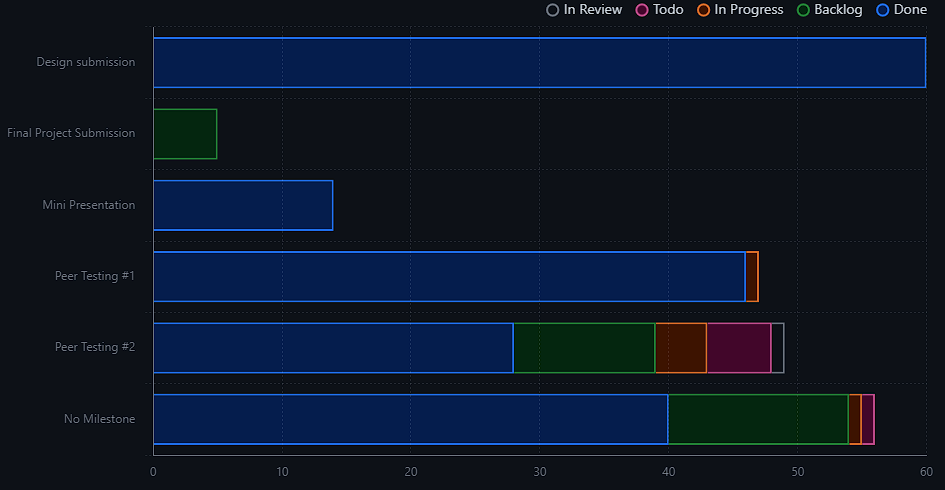 In Review Todo In Progress Backlog Done
Design submission
Final Project Submission
Mini Presentation
Peer Testing #1
Peer Testing #2
No Milestone
0 10 20 30 40 50 60